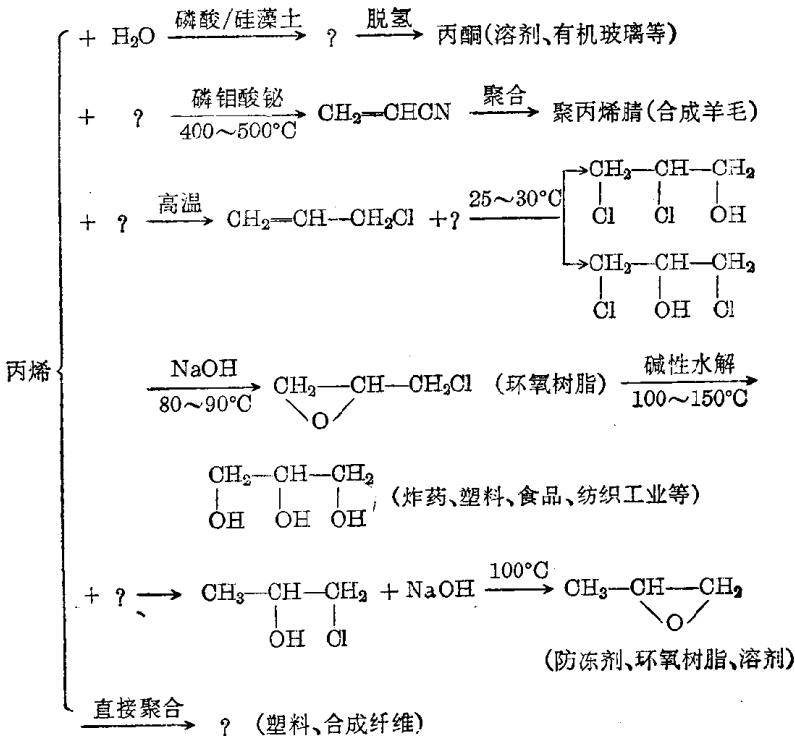 丙烯
+ H₂O 磷酸/硅藻土 ? 脱氢 丙酮(溶剂、有机玻璃等)
+ ? 磷钼酸铋 400～500°C CH₂=CHCN 聚合 聚丙烯腈(合成羊毛)
+ ? 高温 CH₂=CH—CH₂Cl +? 25～30°C CH₂—CH—CH₂
Cl Cl OH
CH₂—CH—CH₂
Cl OH Cl
NaOH 80～90°C CH₂—CH—CH₂Cl (环氧树脂) 碱性水解 100～150°C
O
CH₂—CH—CH₂ (炸药、塑料、食品、纺织工业等)
OH OH OH
+ ? CH₃—CH—CH₂ + NaOH 100°C CH₃—CH—CH₂
OH Cl O
(防冻剂、环氧树脂、溶剂)
直接聚合 ? (塑料、合成纤维)